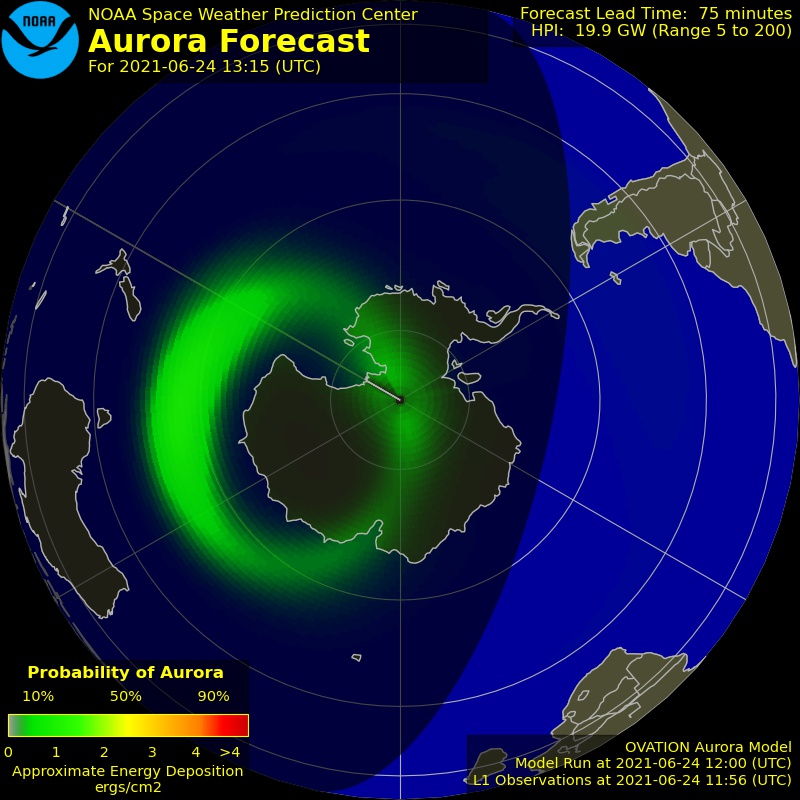 NOAA
NOAA Space Weather Prediction Center
Aurora Forecast
For 2021-06-24 13:15 (UTC)
Forecast Lead Time: 75 minutes
HPI: 19.9 GW (Range 5 to 200)
Probability of Aurora
10% 50% 90%
0 1 2 3 4 >4
Approximate Energy Deposition
ergs/cm2
OVATION Aurora Model
Model Run at 2021-06-24 12:00 (UTC)
L1 Observations at 2021-06-24 11:56 (UTC)